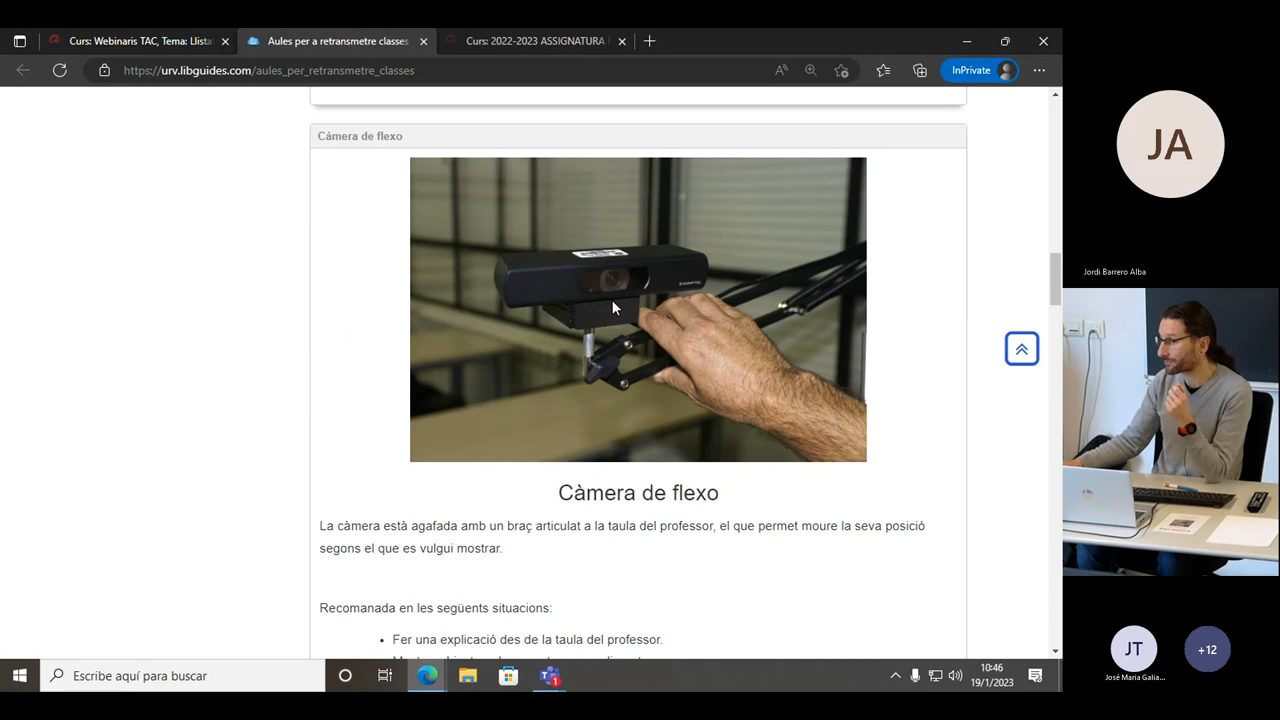 Curs: Webinaris TAC, Tema: Llista
Aules per a retransmetre classes
Curs: 2022-2023 ASSIGNATURA
https://urv.libguides.com/aules_per_retransmetre_classes
InPrivate
Càmera de flexo
Càmera de flexo
La càmera està agafada amb un braç articulat a la taula del professor, el que permet moure la seva posició
segons el que es vulgui mostrar.
Recomanada en les següents situacions:
• Fer una explicació des de la taula del professor.
JA
Jordi Barrero Alba
JT
+12
José Maria Galia...
Escribe aquí para buscar
1
10:46
19/1/2023